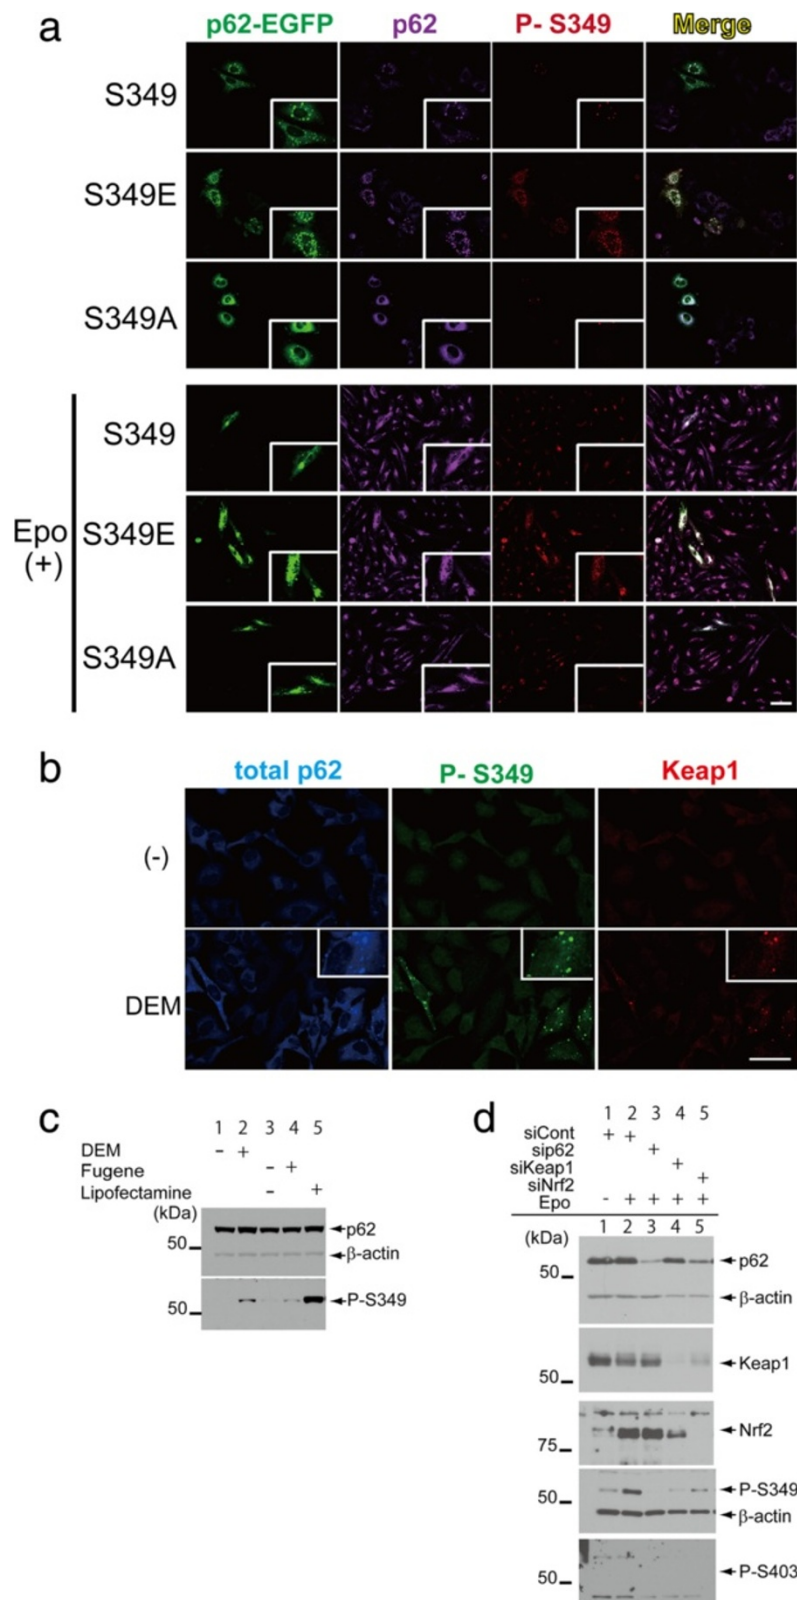 a
p62-EGFP p62 P- S349 Merge
S349
S349E
S349A
S349
Epo (+)
S349E
S349A
b
total p62 P- S349 Keap1
(-)
DEM
c
1 2 3 4 5
DEM - +
Fugene - +
Lipofectamine - +
(kDa)
p62
50
β-actin
50
P-S349
d
1 2 3 4 5
siCont + +
sip62 +
siKeap1 +
siNrf2 +
Epo - + + + +
1 2 3 4 5
(kDa)
p62
50
β-actin
Keap1
50
Nrf2
75
P-S349
50
β-actin
P-S403
50